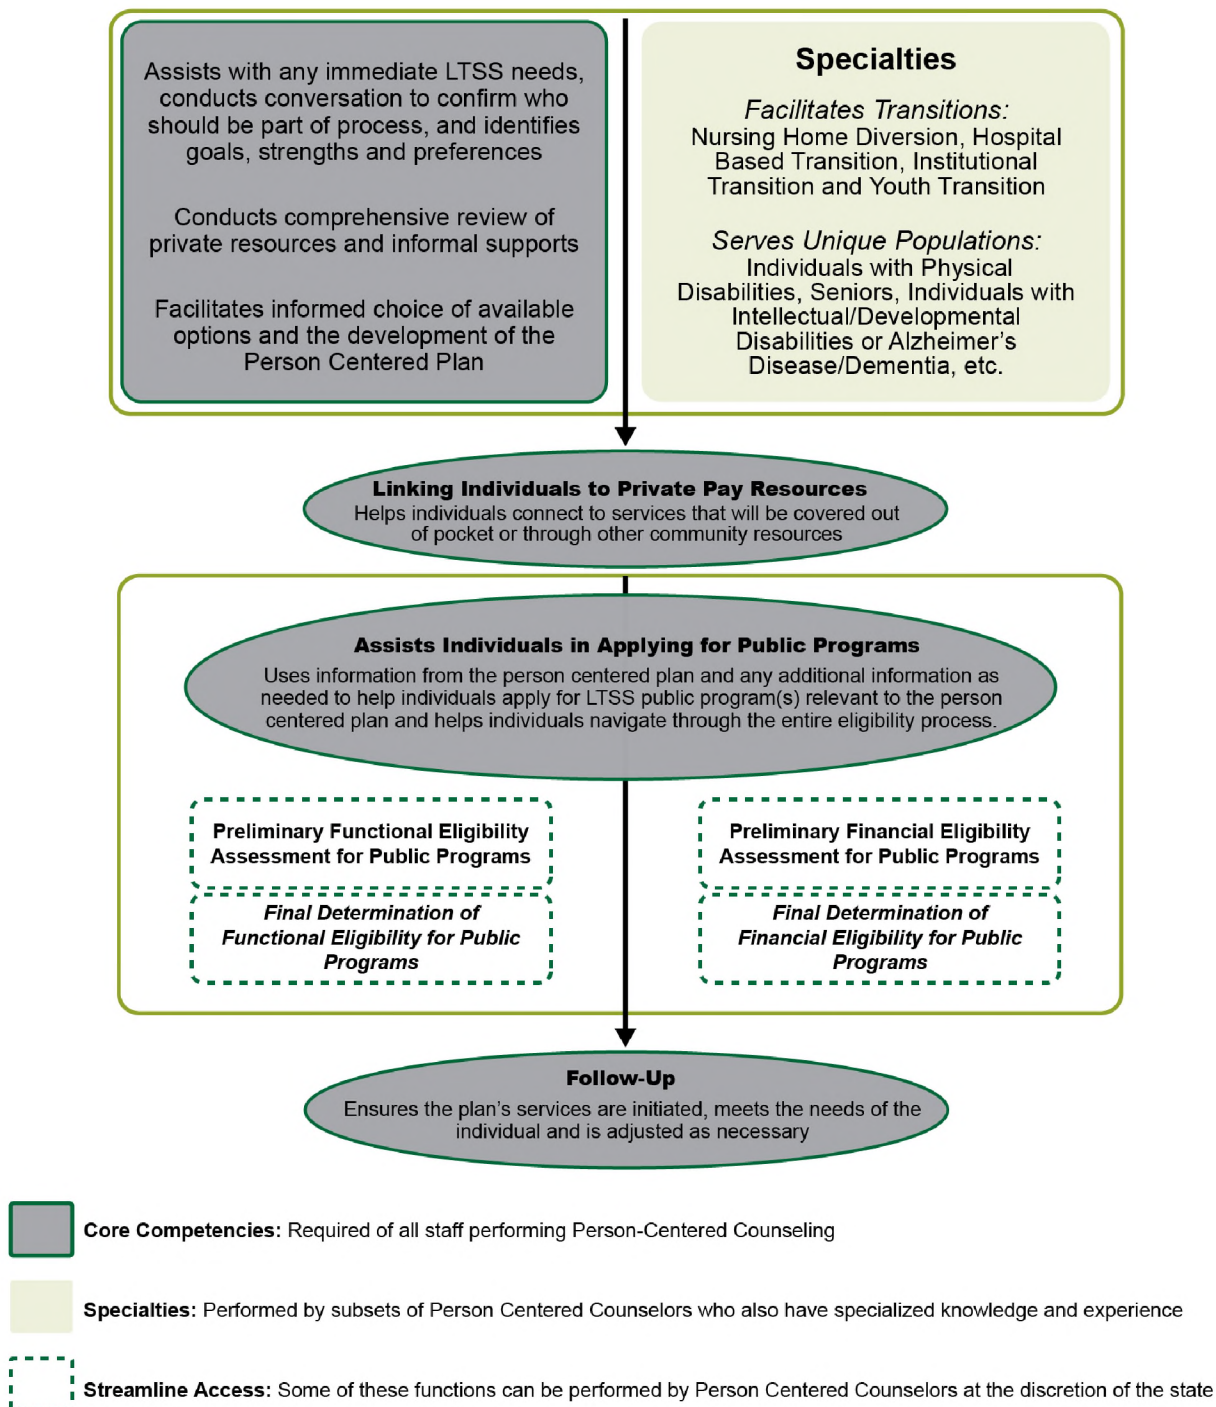 Assists with any immediate LTSS needs,
conducts conversation to confirm who
should be part of process, and identifies
goals, strengths and preferences
Conducts comprehensive review of
private resources and informal supports
Facilitates informed choice of available
options and the development of the
Person Centered Plan
Specialties
Facilitates Transitions:
Nursing Home Diversion, Hospital
Based Transition, Institutional
Transition and Youth Transition
Serves Unique Populations:
Individuals with Physical
Disabilities, Seniors, Individuals with
Intellectual/Developmental
Disabilities or Alzheimer's
Disease/Dementia, etc.
Linking Individuals to Private Pay Resources
Helps individuals connect to services that will be covered out
of pocket or through other community resources
Assists Individuals in Applying for Public Programs
Uses information from the person centered plan and any additional information as
needed to help individuals apply for LTSS public program(s) relevant to the person
centered plan and helps individuals navigate through the entire eligibility process.
Preliminary Functional Eligibility
Assessment for Public Programs
Final Determination of
Functional Eligibility for Public
Programs
Preliminary Financial Eligibility
Assessment for Public Programs
Final Determination of
Financial Eligibility for Public
Programs
Follow-Up
Ensures the plan's services are initiated, meets the needs of the
individual and is adjusted as necessary
Core Competencies: Required of all staff performing Person-Centered Counseling
Specialties: Performed by subsets of Person Centered Counselors who also have specialized knowledge and experience
Streamline Access: Some of these functions can be performed by Person Centered Counselors at the discretion of the state